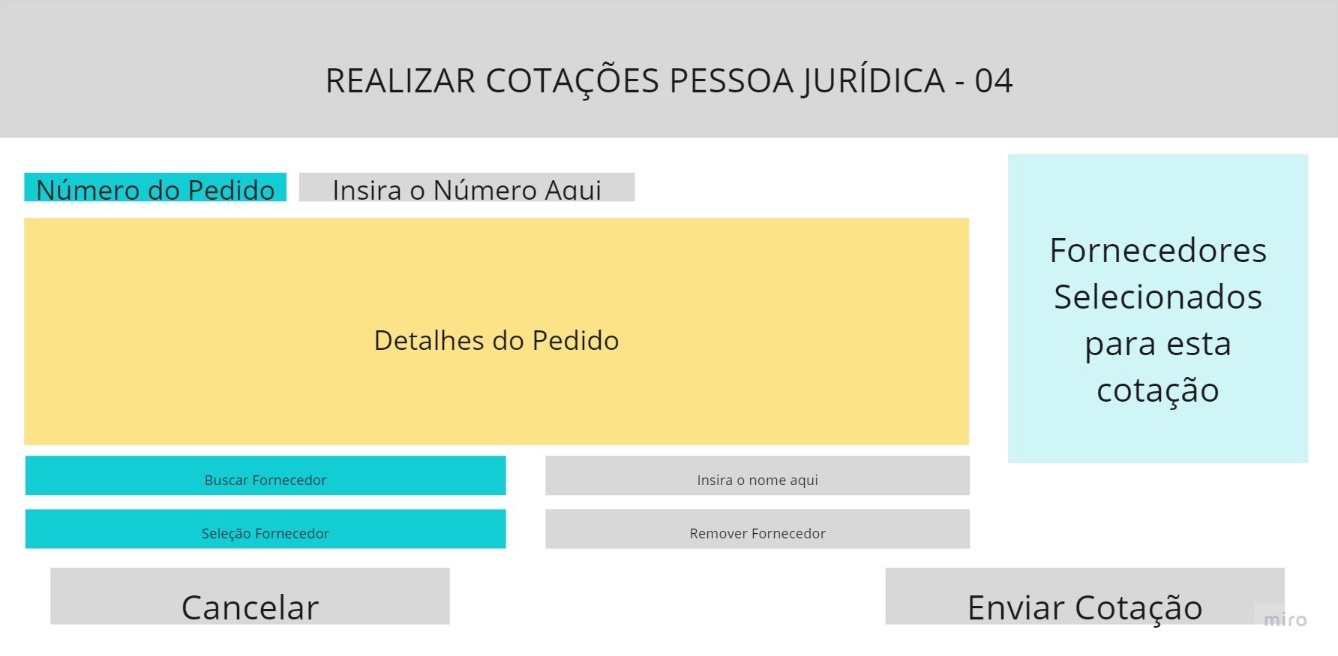 REALIZAR COTAÇÕES PESSOA JURÍDICA - 04
Número do Pedido
Insira o Número Aqui
Detalhes do Pedido
Fornecedores
Selecionados
para esta
cotação
Buscar Fornecedor
Insira o nome aqui
Seleção Fornecedor
Remover Fornecedor
Cancelar
Enviar Cotação
miro